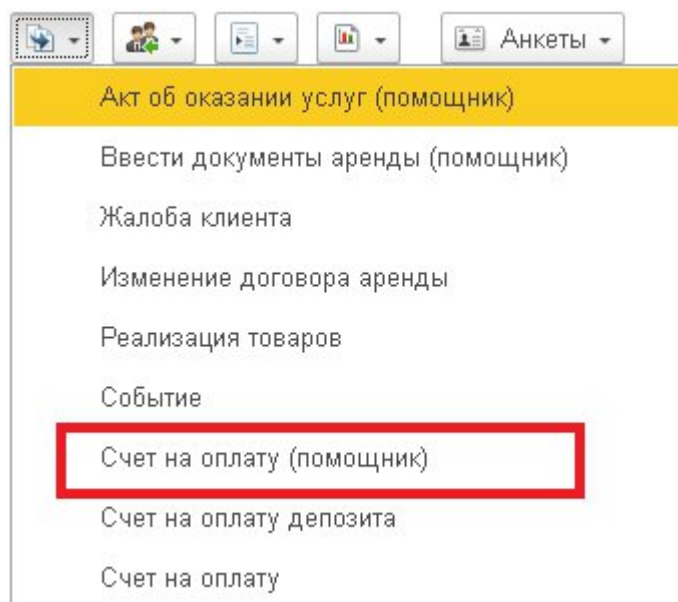 Анкеты
Акт об оказании услуг (помощник)
Ввести документы аренды (помощник)
Жалоба клиента
Изменение договора аренды
Реализация товаров
Событие
Счет на оплату (помощник)
Счет на оплату депозита
Счет на оплату